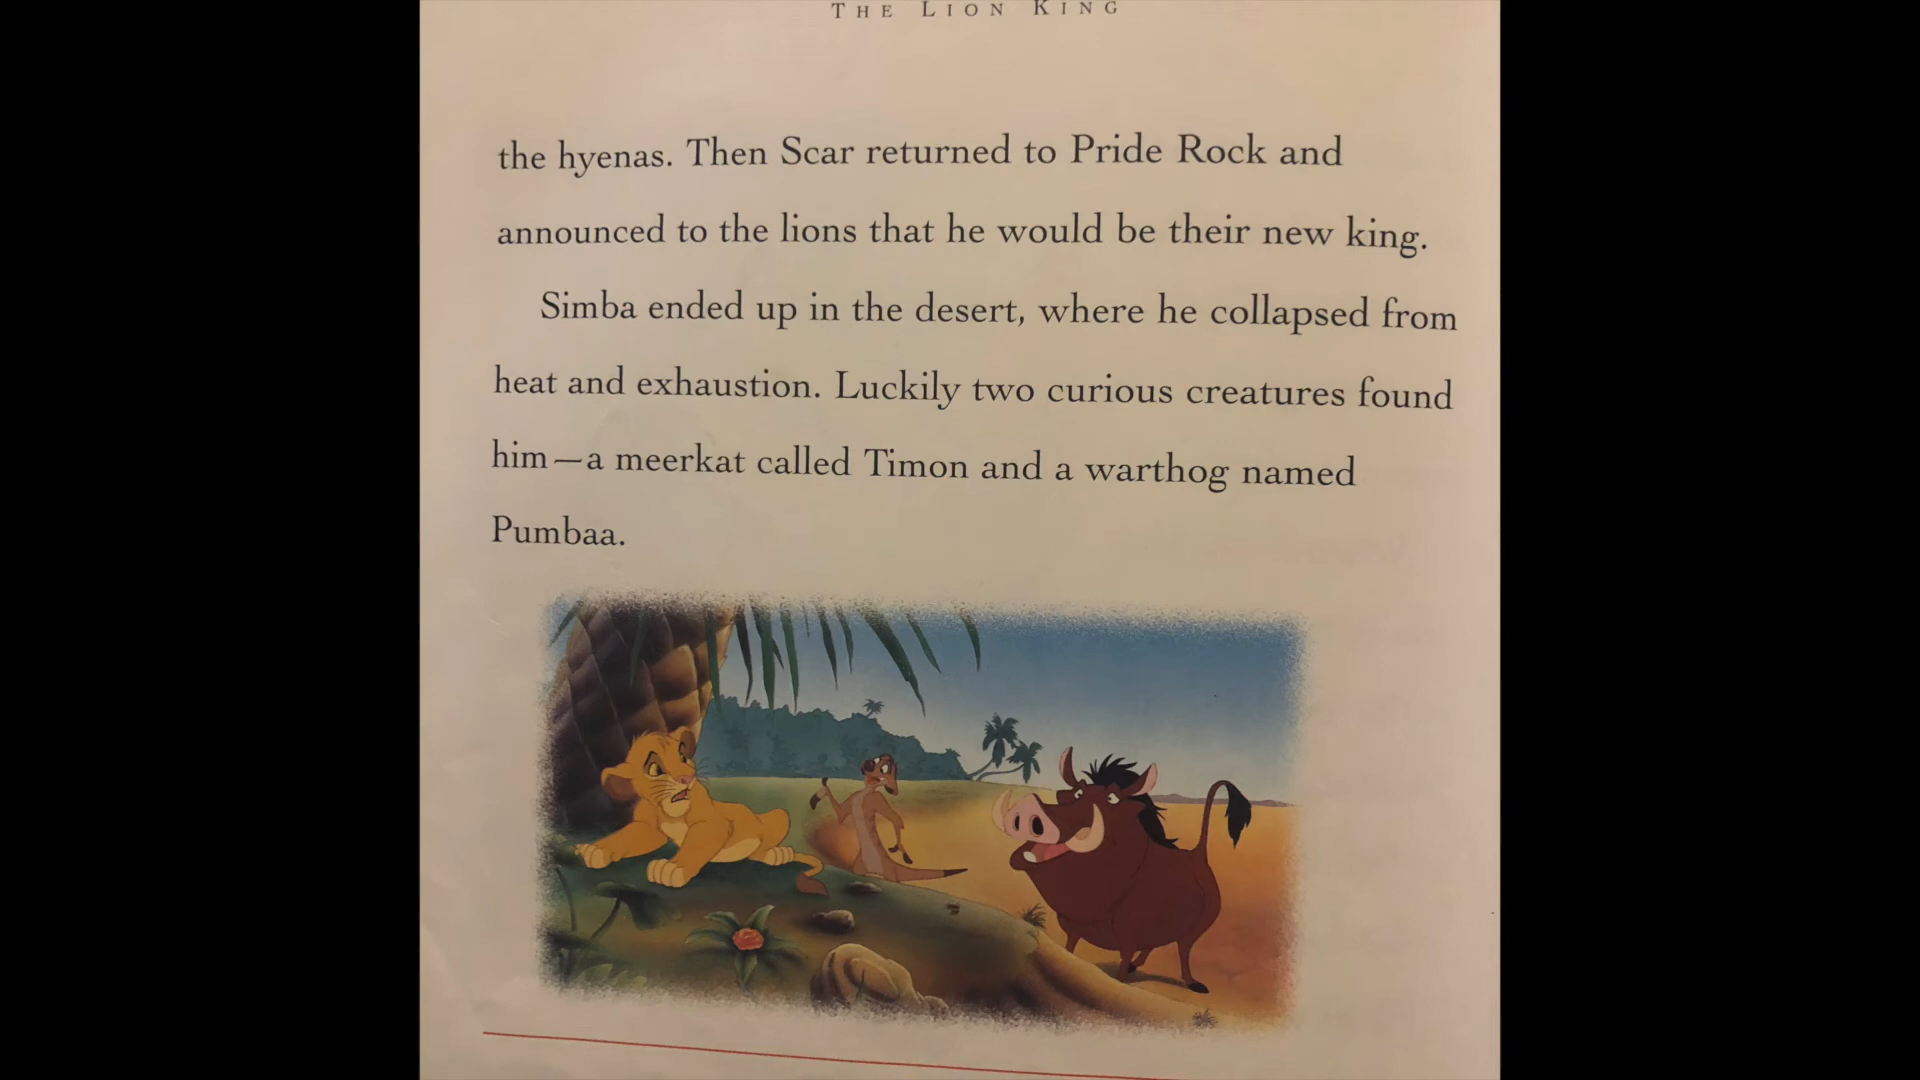 THE LION KING
the hyenas. Then Scar returned to Pride Rock and
announced to the lions that he would be their new king.
Simba ended up in the desert, where he collapsed from
heat and exhaustion. Luckily two curious creatures found
him—a meerkat called Timon and a warthog named
Pumbaa.